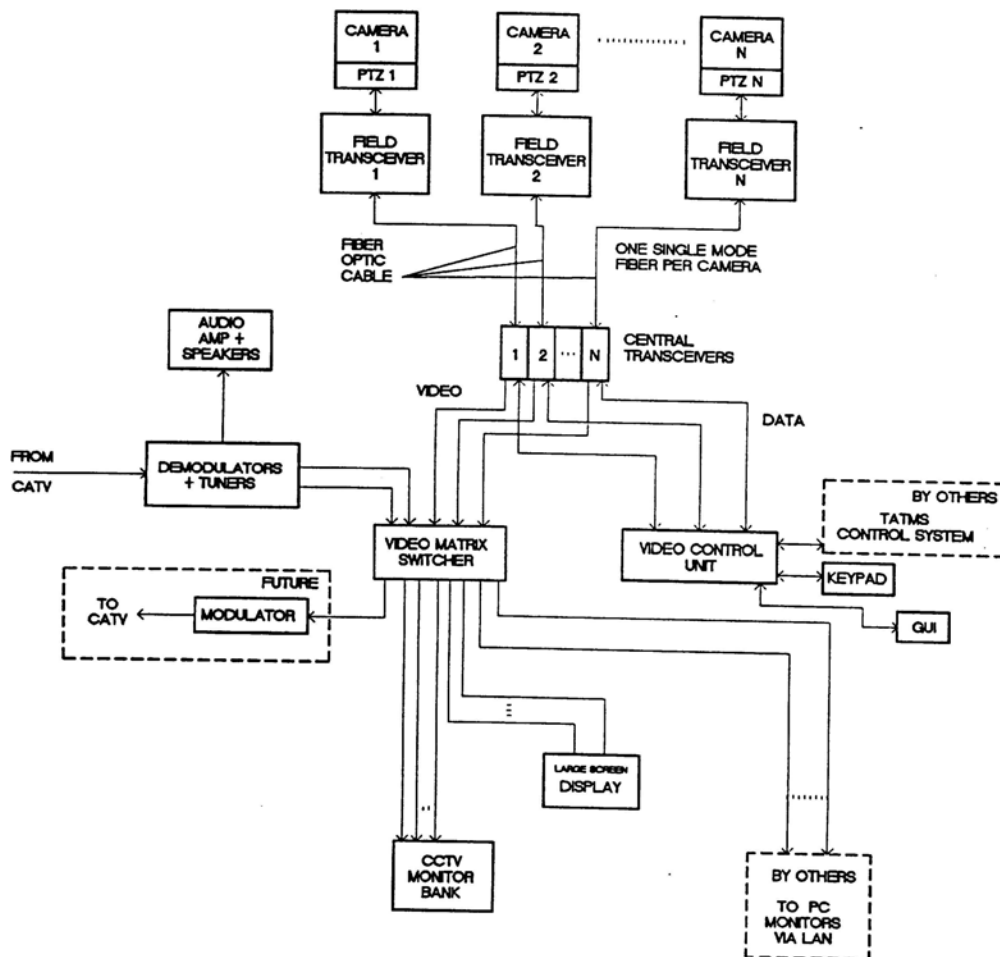 CAMERA
1
PTZ 1
CAMERA
2
PTZ 2
CAMERA
N
PTZ N
FIELD
TRANSCEIVER
1
FIELD
TRANSCEIVER
2
FIELD
TRANSCEIVER
N
FIBER
OPTIC
CABLE
ONE SINGLE MODE
FIBER PER CAMERA
AUDIO
AMP +
SPEAKERS
1 2 ... N
CENTRAL
TRANSCEIVERS
VIDEO
DATA
FROM
CATV
DEMODULATORS
+ TUNERS
BY OTHERS
TATMS
CONTROL SYSTEM
VIDEO MATRIX
SWITCHER
VIDEO CONTROL
UNIT
KEYPAD
GUI
FUTURE
TO
CATV
MODULATOR
LARGE SCREEN
DISPLAY
CCTV
MONITOR
BANK
BY OTHERS
TO PC
MONITORS
VIA LAN